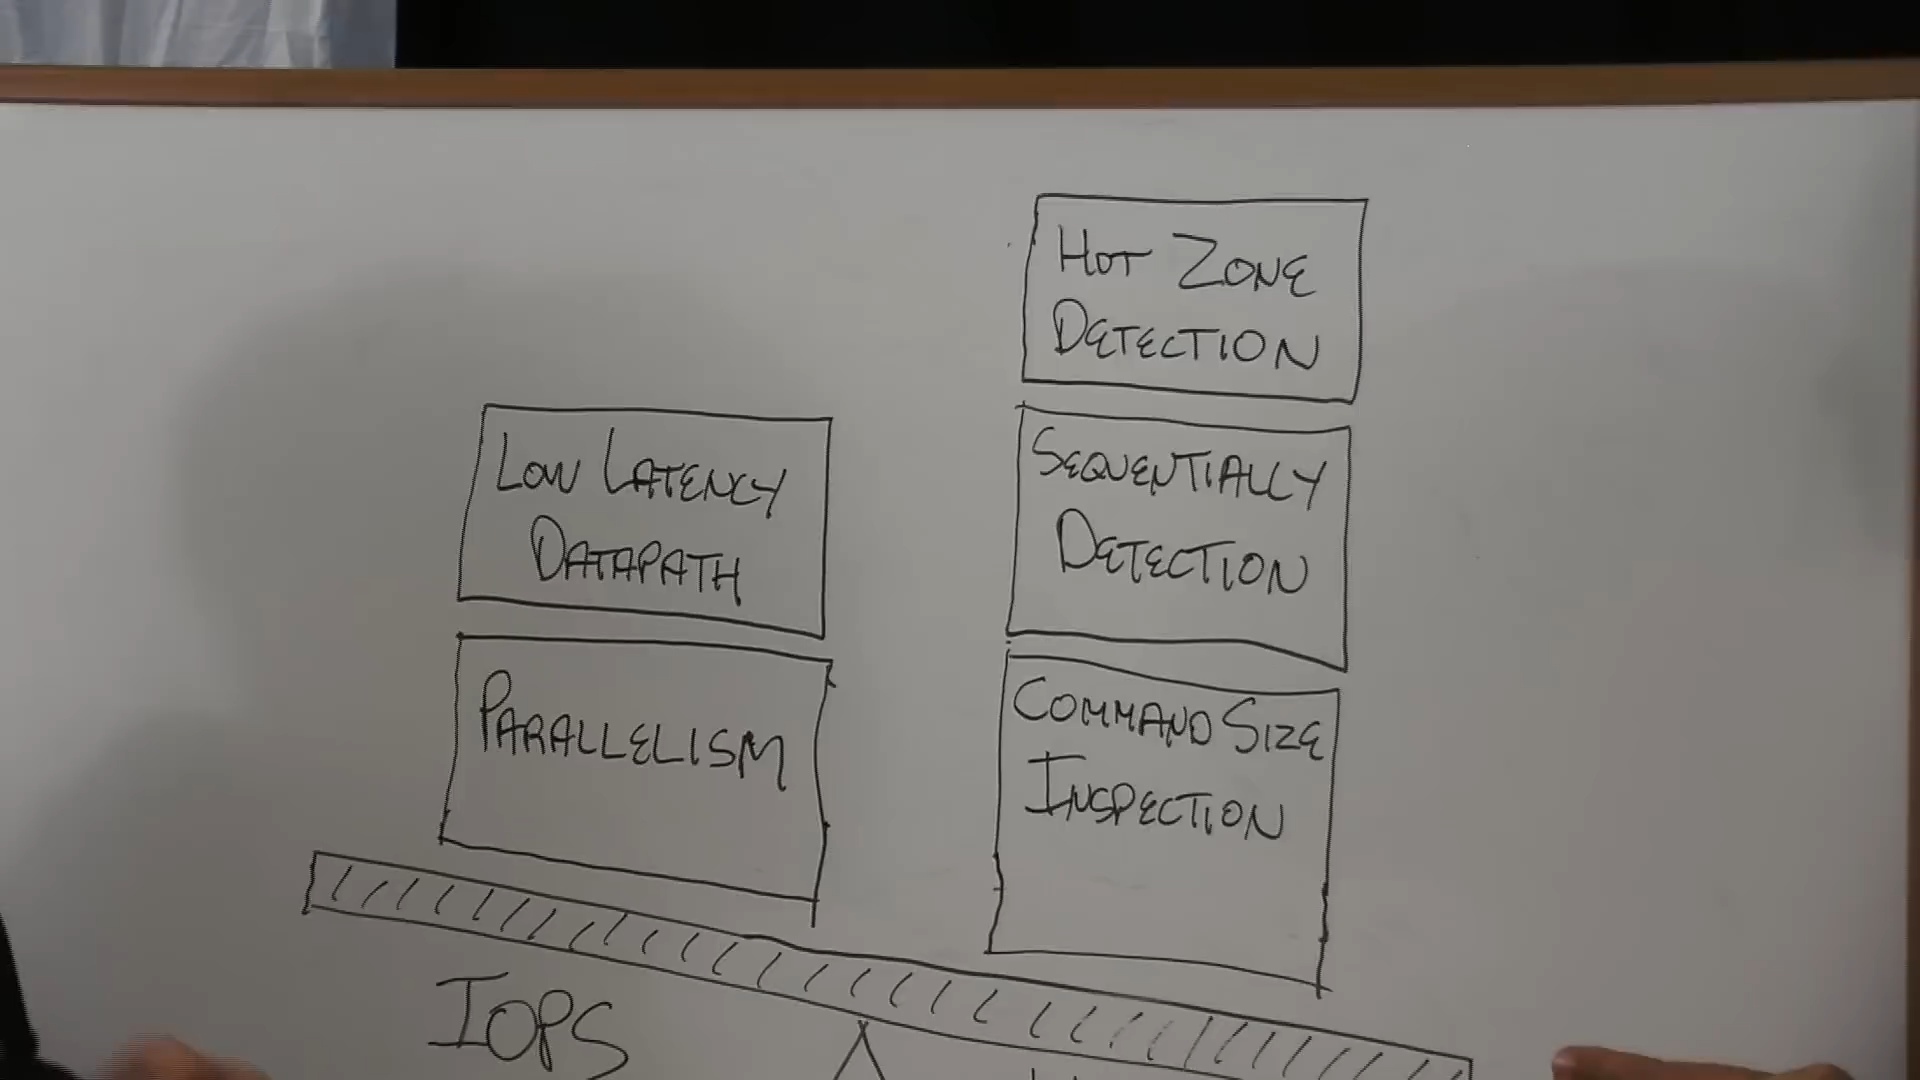 LOW LATENCY
DATAPATH
PARALLELISM
HOT ZONE
DETECTION
SEQUENTIALLY
DETECTION
COMMAND SIZE
INSPECTION
IOPS